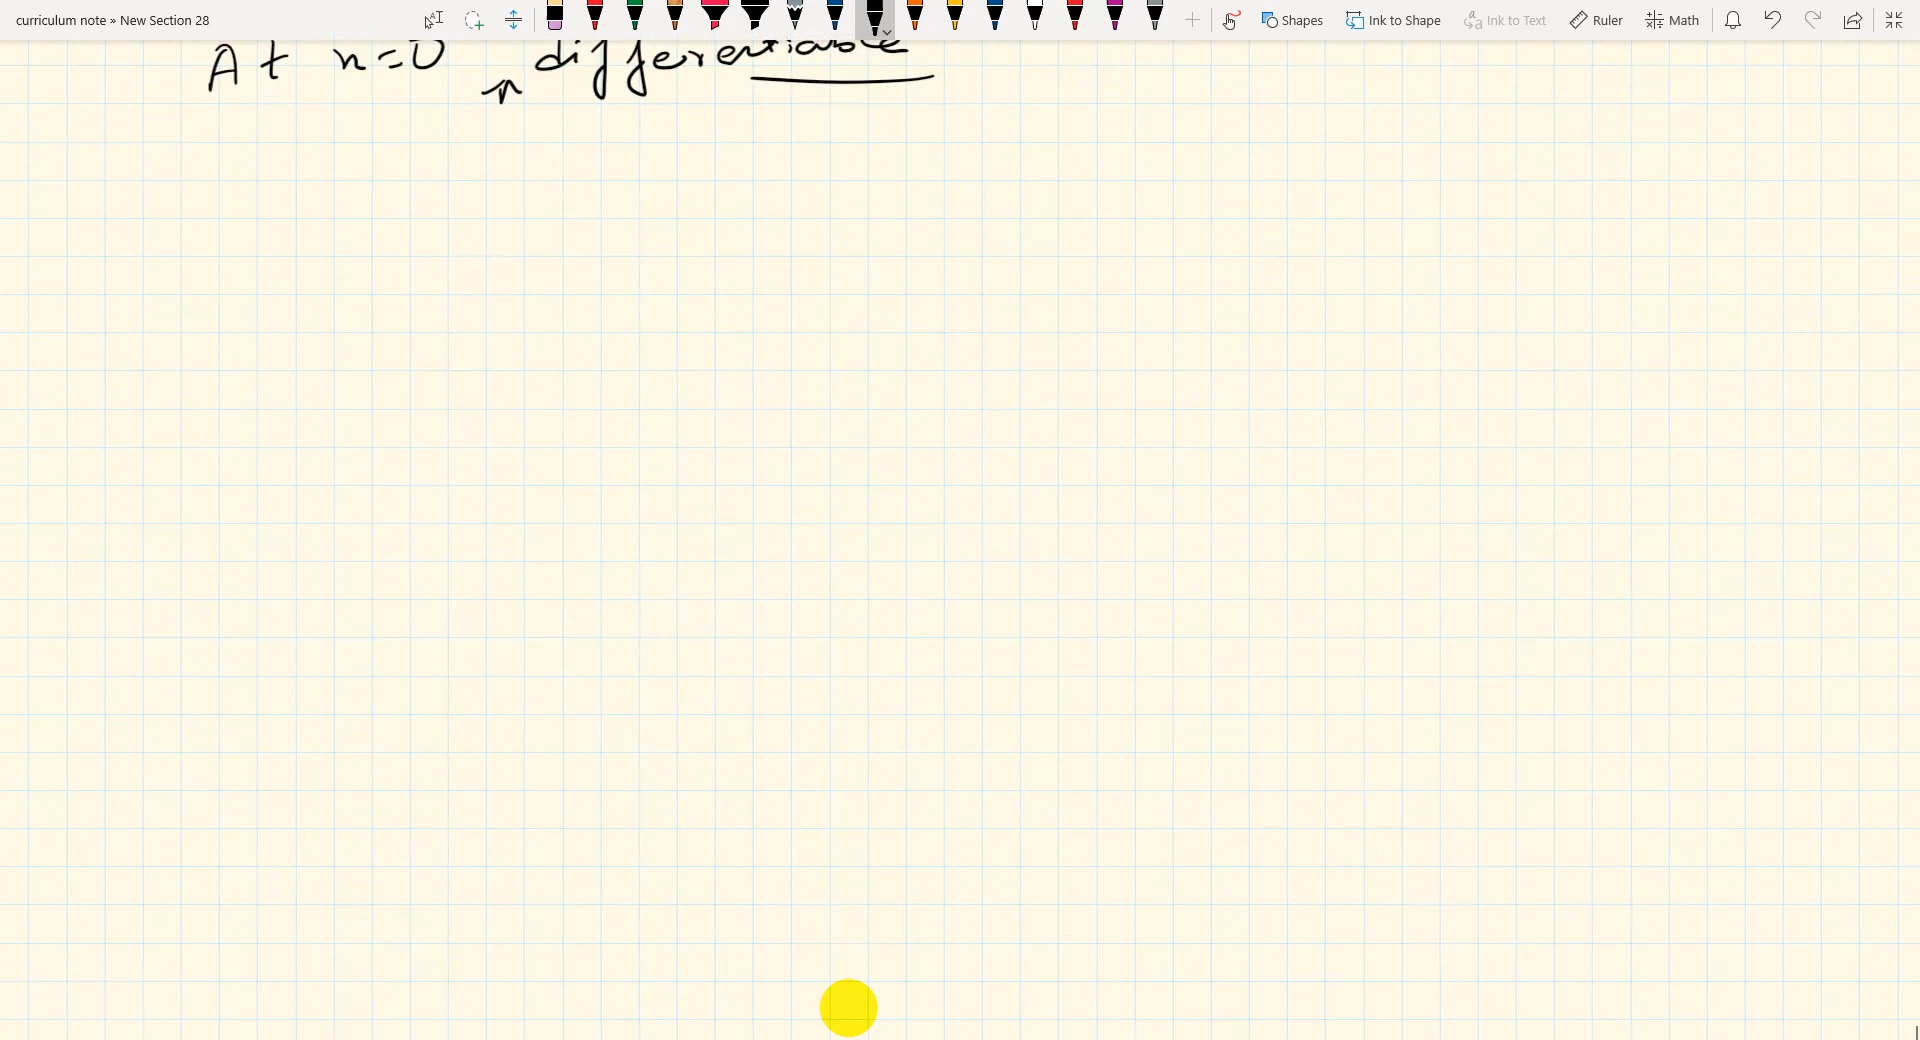 curriculum note » New Section 28
Shapes Ink to Shape Ink to Text Ruler Math
At n=0 differentiable